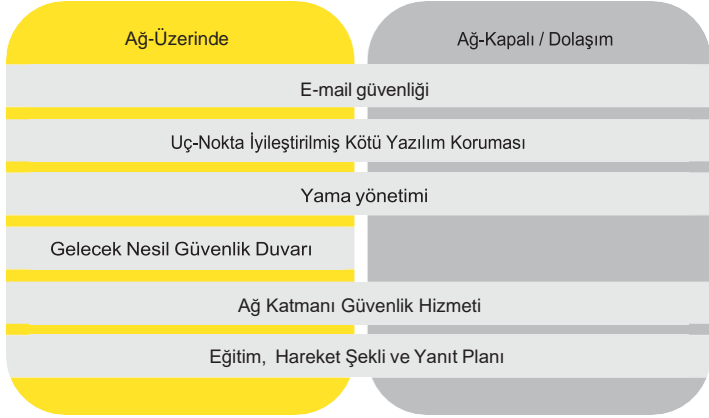 Ağ-Üzerinde
Ağ-Kapalı / Dolaşım
E-mail güvenliği
Uç-Nokta İyileştirilmiş Kötü Yazılım Koruması
Yama yönetimi
Gelecek Nesil Güvenlik Duvarı
Ağ Katmanı Güvenlik Hizmeti
Eğitim, Hareket Şekli ve Yanıt Planı